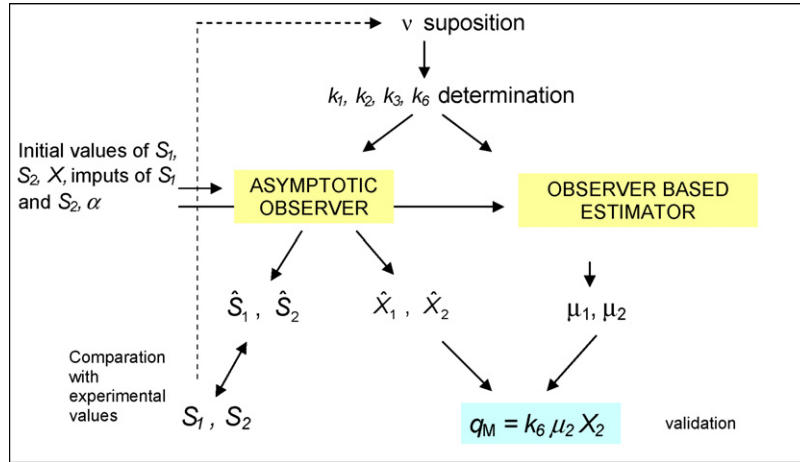 ν suposition
k1, k2, k3, k6 determination
Initial values of S1,
S2, X, imputs of S1
and S2, α
ASYMPTOTIC
OBSERVER
OBSERVER BASED
ESTIMATOR
Ŝ1 , Ŝ2
X̂1 , X̂2
μ1, μ2
Comparation
with
experimental
values
S1 , S2
qM = k6 μ2 X2
validation